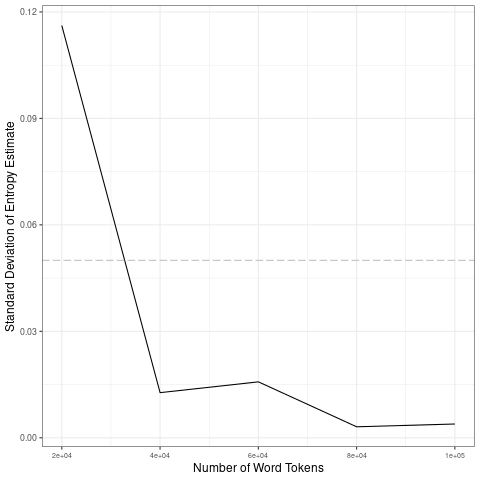 Standard Deviation of Entropy Estimate
0.12
0.09
0.06
0.03
0.00
2e+04 4e+04 6e+04 8e+04 1e+05
Number of Word Tokens